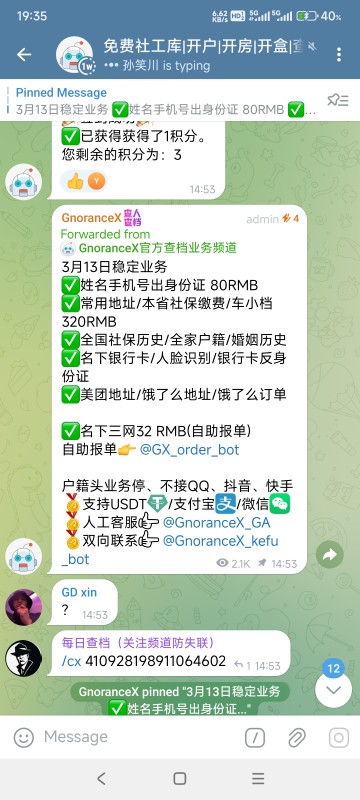 19:35
6.62 KB/s HD 5G 5G 40%
免费社工库|开户|开房|开盒|
1w
••• 孙笑川 is typing
Pinned Message
3月13日稳定业务 ✅姓名手机号出身份证 80RMB ✅...
✅已获得获得了1积分。
您剩余的积分为：3
14:53
GnoranceX 查人查档
admin 4
Forwarded from
GnoranceX官方查档业务频道
3月13日稳定业务
✅姓名手机号出身份证 80RMB
✅常用地址/本省社保缴费/车小档
320RMB
✅全国社保历史/全家户籍/婚姻历史
✅名下银行卡/人脸识别/银行卡反身
份证
✅美团地址/饿了么地址/饿了么订单
✅名下三网32 RMB(自助报单)
自助报单👉 @GX_order_bot
户籍头业务停、不接QQ、抖音、快手
🏅支持USDT/支付宝/微信
🏅人工客服👉 @GnoranceX_GA
🏅双向联系👉 @GnoranceX_kefu
_bot
2.1K 14:53
GD xin
？ 14:53
每日查档（关注频道防失联）
/cx 410928198911064602 1 14:53
12
GnoranceX pinned "3月13日稳定业务
✅姓名手机号出身份证..."
Message